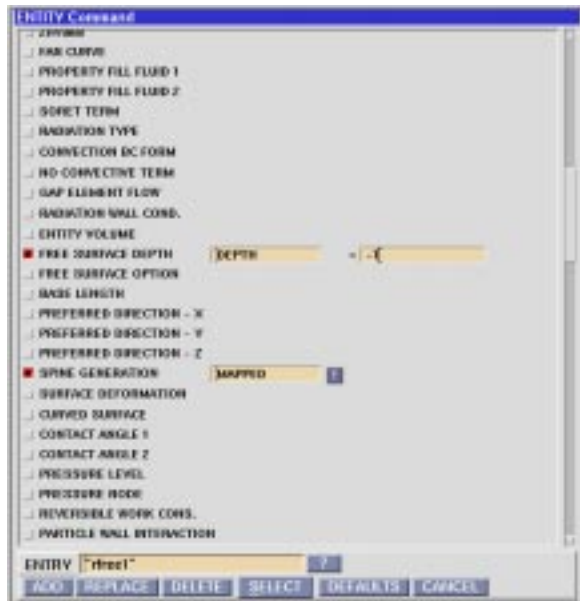 ENTITY Command
FAN CURVE
PROPERTY FILL FLUID 1
PROPERTY FILL FLUID 2
SORET TERM
RADIATION TYPE
CONVECTION BC FORM
NO CONVECTIVE TERM
GAP ELEMENT FLOW
RADIATION WALL COND.
ENTITY VOLUME
FREE SURFACE DEPTH DEPTH = -1
FREE SURFACE OPTION
BASE LENGTH
PREFERRED DIRECTION - X
PREFERRED DIRECTION - Y
PREFERRED DIRECTION - Z
SPINE GENERATION MAPPED
SURFACE DEFORMATION
CURVED SURFACE
CONTACT ANGLE 1
CONTACT ANGLE 2
PRESSURE LEVEL
PRESSURE NODE
REVERSIBLE WORK CONS.
PARTICLE WALL INTERACTION
ENTRY "rfree1" ?
ADD REPLACE DELETE SELECT DEFAULTS CANCEL